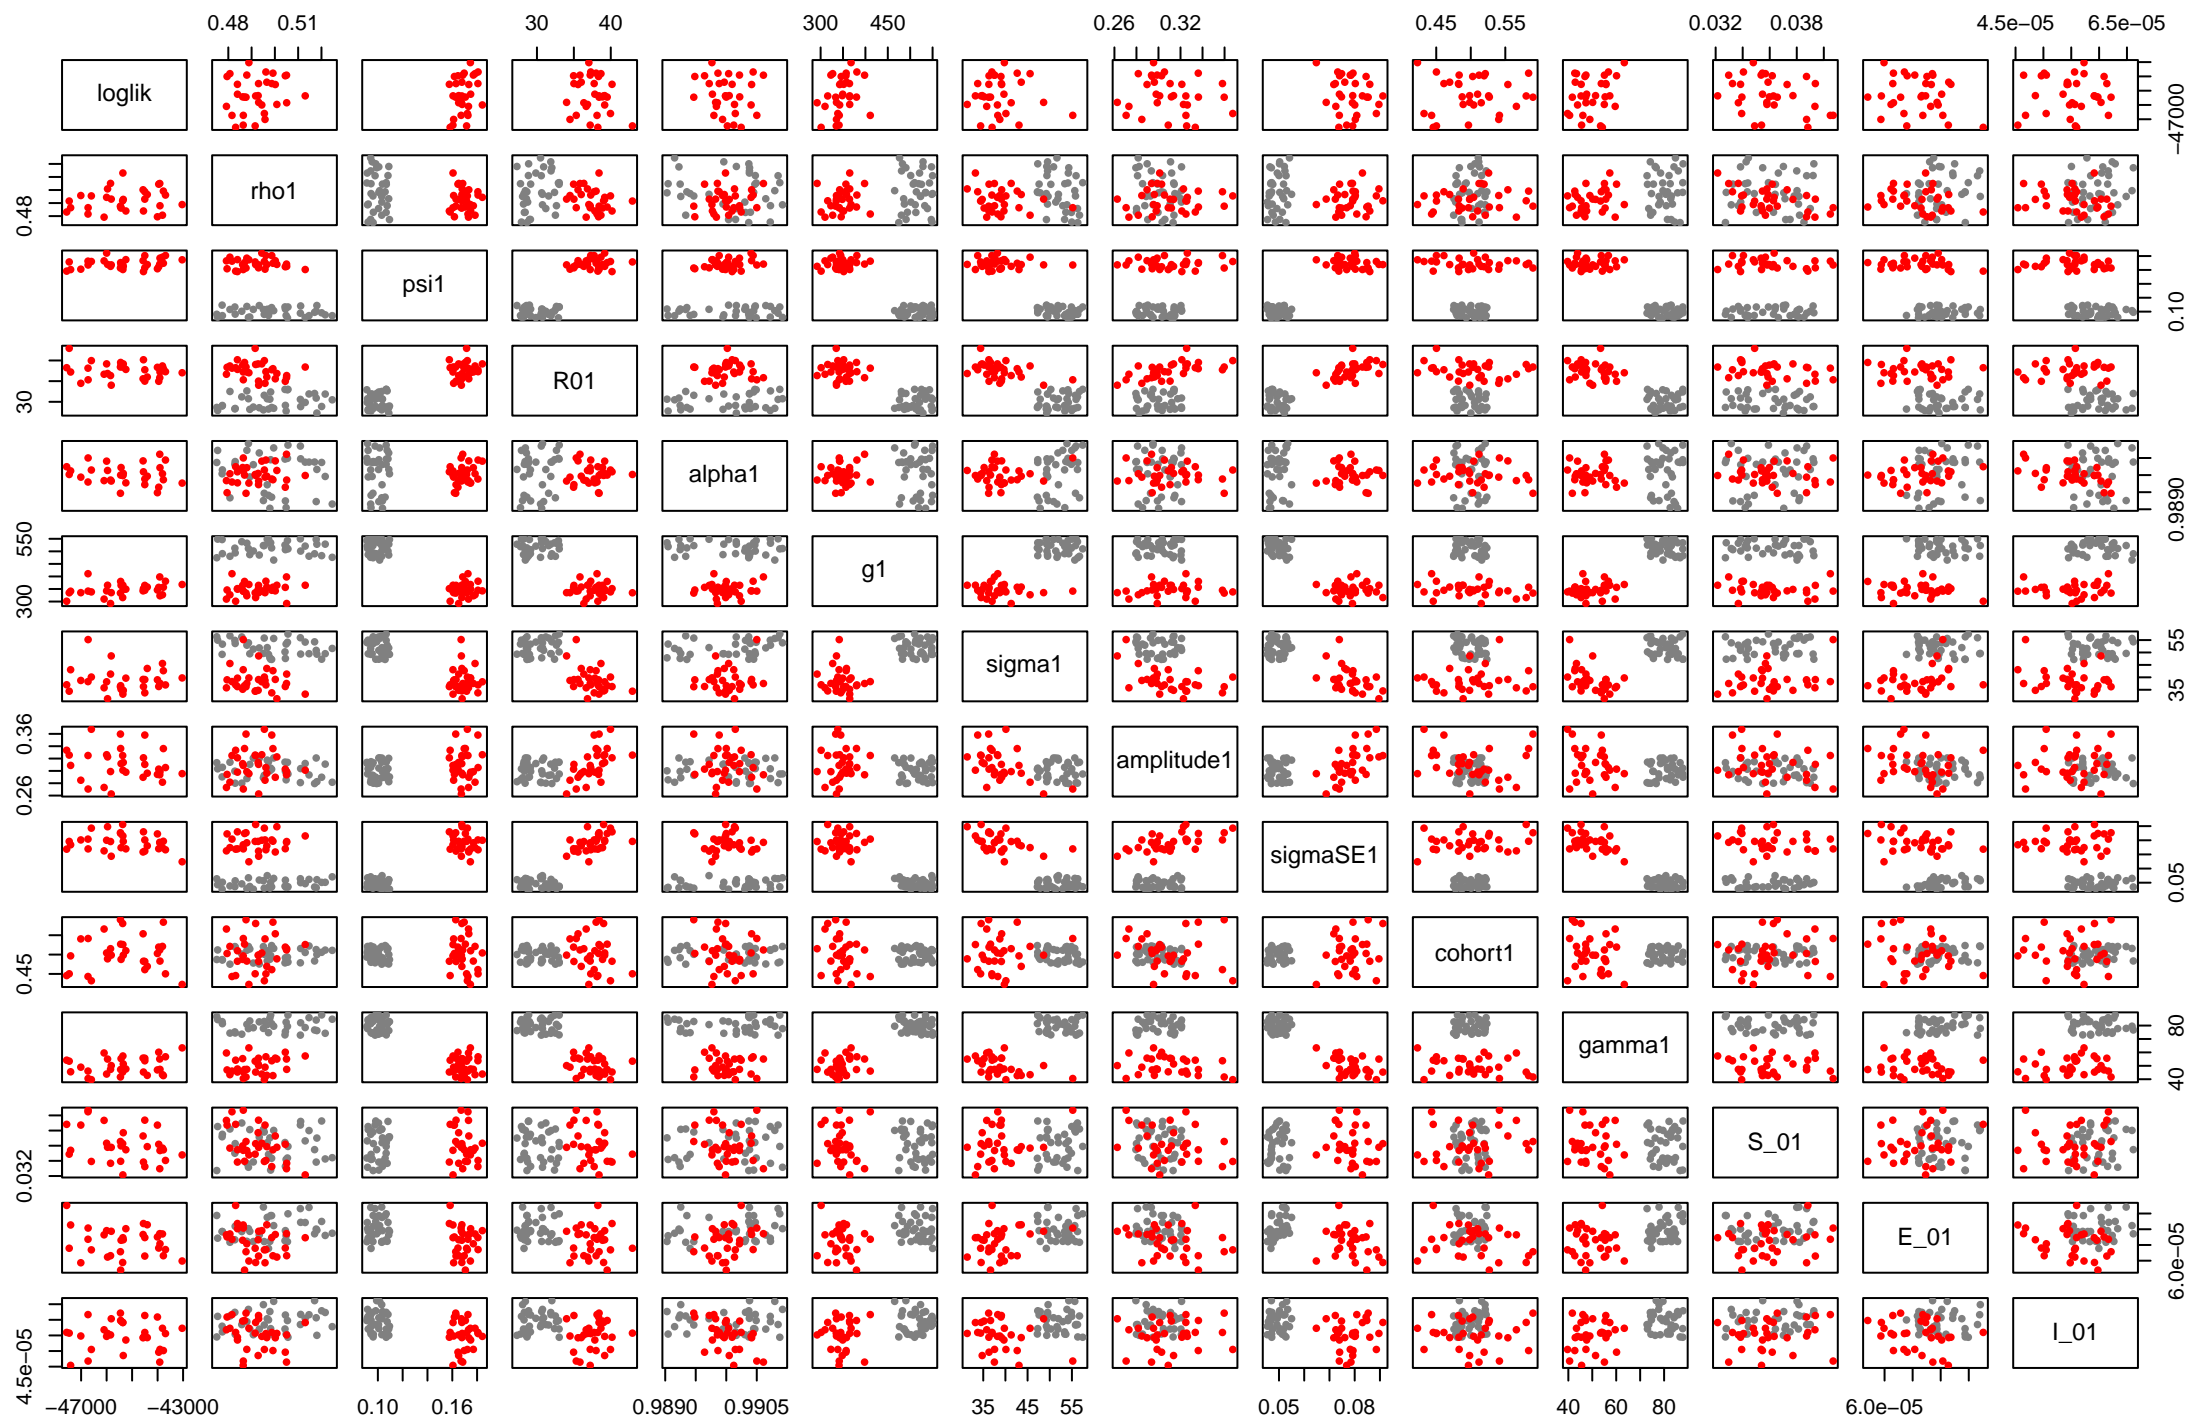 0.48 0.51 30 40 300 450 0.26 0.32 0.45 0.55 0.032 0.038 4.5e−05 6.5e−05
loglik −47000
0.48 rho1
psi1 0.10
30 R01
alpha1 0.9890
300 550 g1
sigma1 35 55
0.26 0.36 amplitude1
sigmaSE1 0.05
0.45 cohort1
gamma1 40 80
0.032 S_01
E_01 6.0e−05
4.5e−05 I_01
−47000 −43000 0.10 0.16 0.9890 0.9905 35 45 55 0.05 0.08 40 60 80 6.0e−05